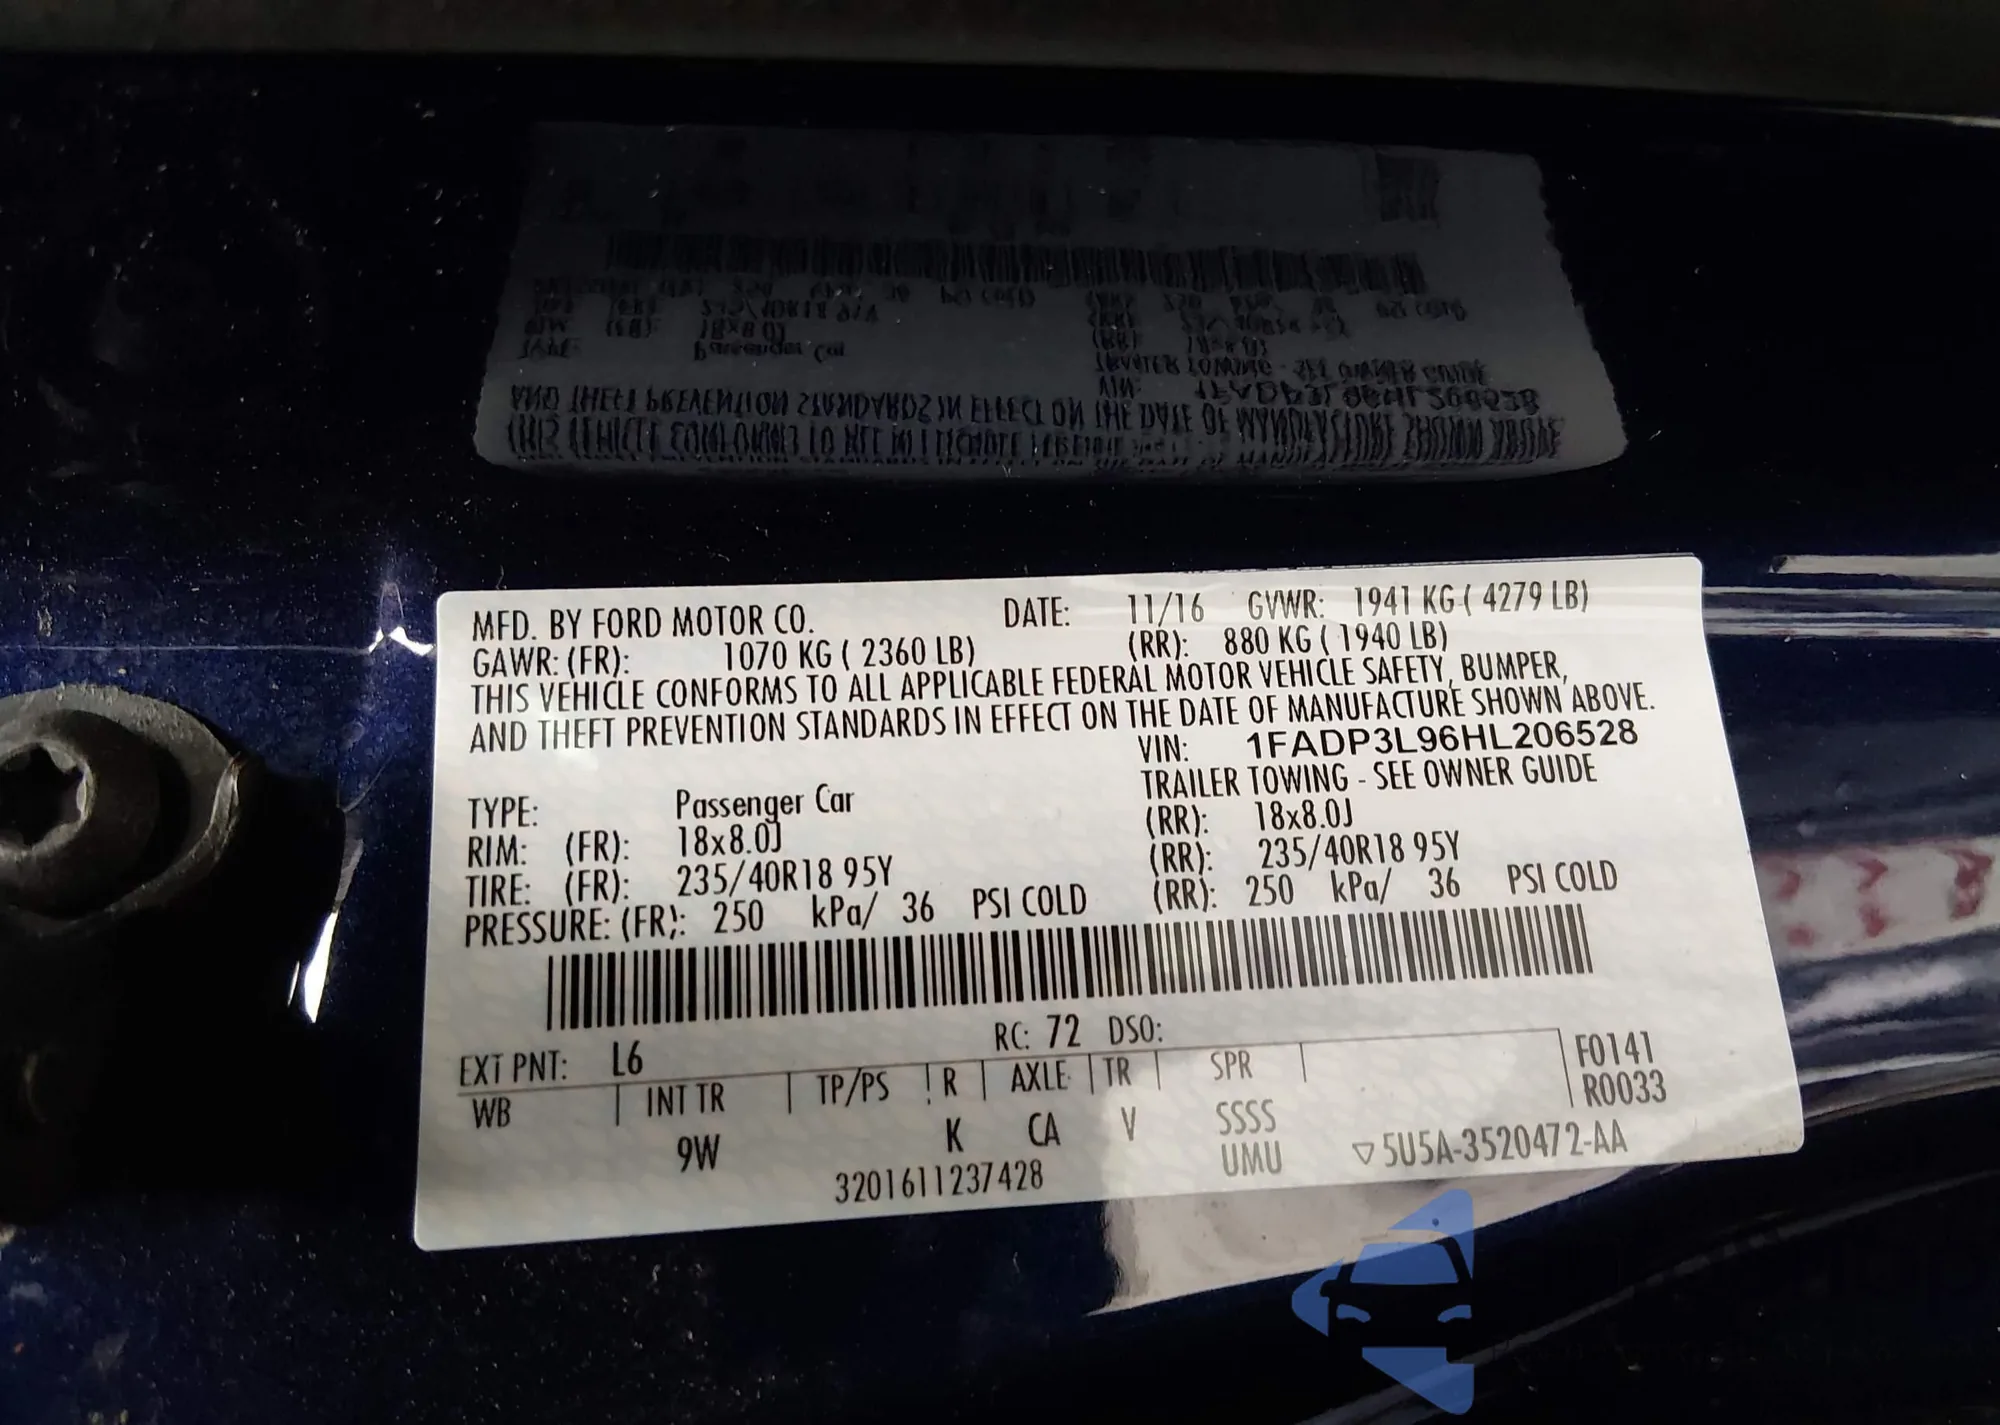 MFD. BY FORD MOTOR CO. DATE: 11/16 GVWR: 1941 KG ( 4279 LB)
GAWR: (FR): 1070 KG ( 2360 LB) (RR): 880 KG ( 1940 LB)
THIS VEHICLE CONFORMS TO ALL APPLICABLE FEDERAL MOTOR VEHICLE SAFETY, BUMPER,
AND THEFT PREVENTION STANDARDS IN EFFECT ON THE DATE OF MANUFACTURE SHOWN ABOVE.
VIN: 1FADP3L96HL206528
TRAILER TOWING - SEE OWNER GUIDE
TYPE: Passenger Car
RIM: (FR): 18x8.0J (RR): 18x8.0J
TIRE: (FR): 235/40R18 95Y (RR): 235/40R18 95Y
PRESSURE: (FR): 250 kPa/ 36 PSI COLD (RR): 250 kPa/ 36 PSI COLD
RC: 72 DSO:
EXT PNT: L6 F0141
WB INT TR TP/PS R AXLE TR SPR R0033
9W K CA V SSSS
UMU ▽5U5A-3520472-AA
3201611237428